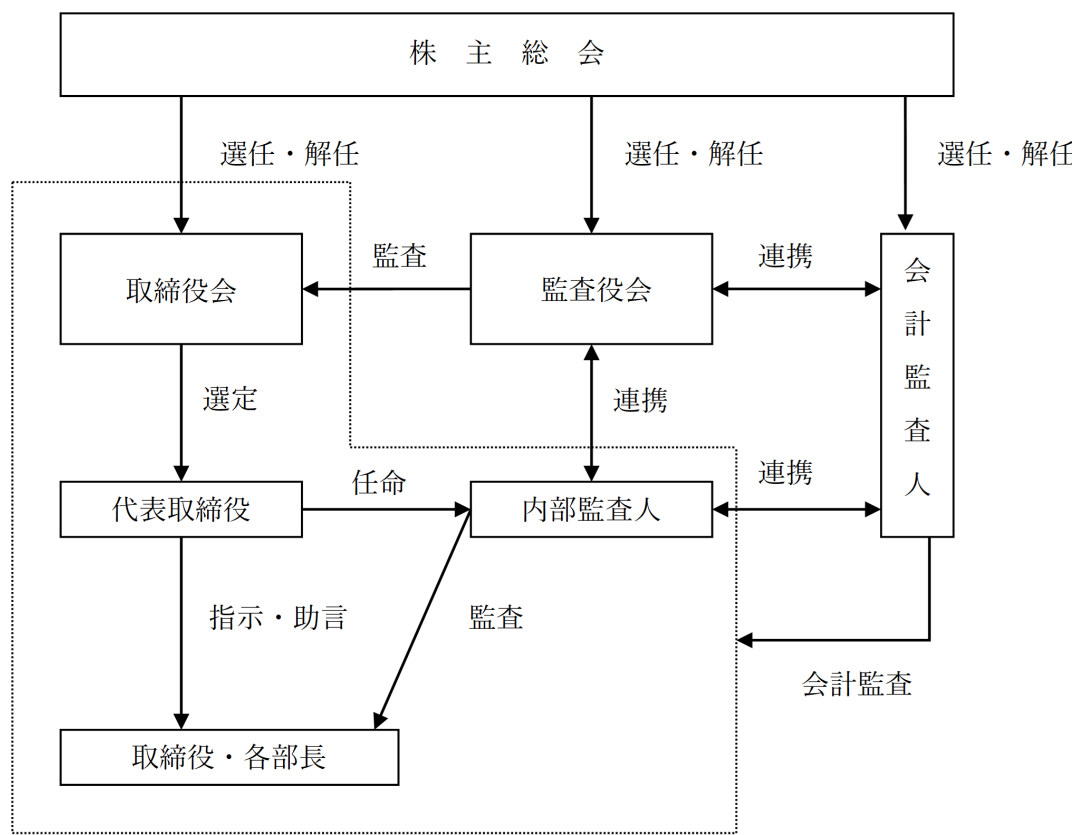 株 主 総 会
選任・解任
選任・解任
選任・解任
取締役会
監査
監査役会
連携
会計監査人
選定
連携
代表取締役
任命
内部監査人
連携
指示・助言
監査
会計監査
取締役・各部長